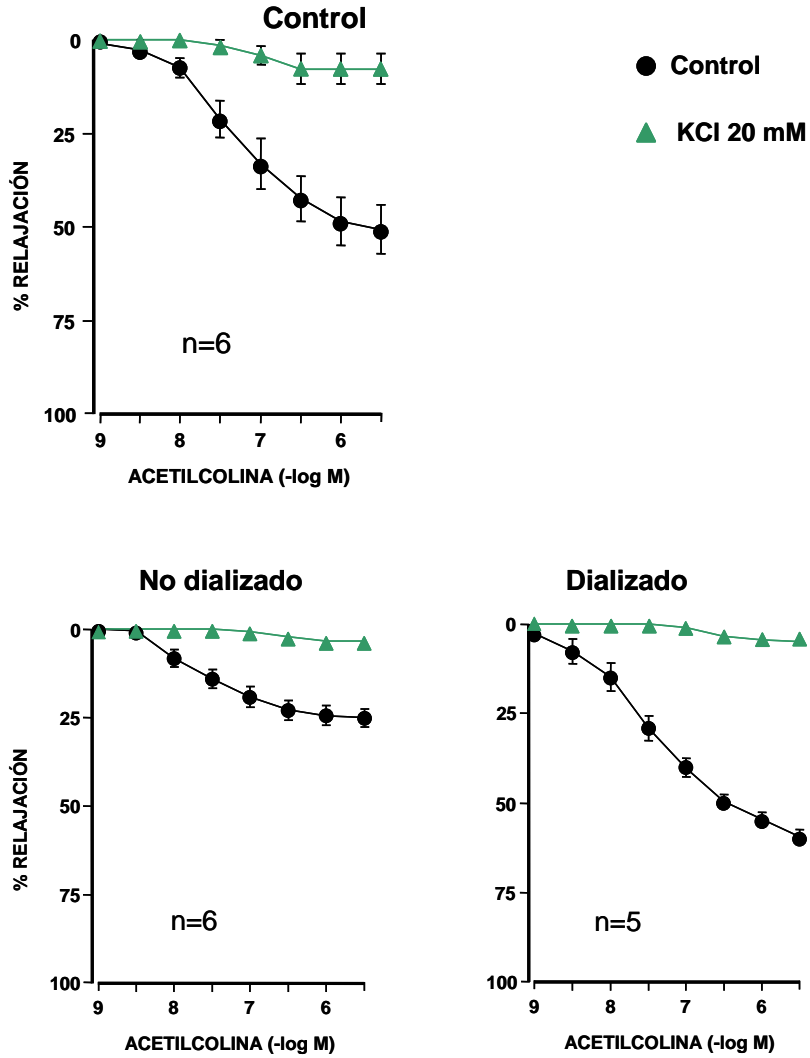 Control
Control
KCl 20 mM
0
25
50
75
100
% RELAJACIÓN
n=6
9 8 7 6
ACETILCOLINA (-log M)
No dializado
0
25
50
75
100
% RELAJACIÓN
n=6
9 8 7 6
ACETILCOLINA (-log M)
Dializado
0
25
50
75
100
n=5
9 8 7 6
ACETILCOLINA (-log M)